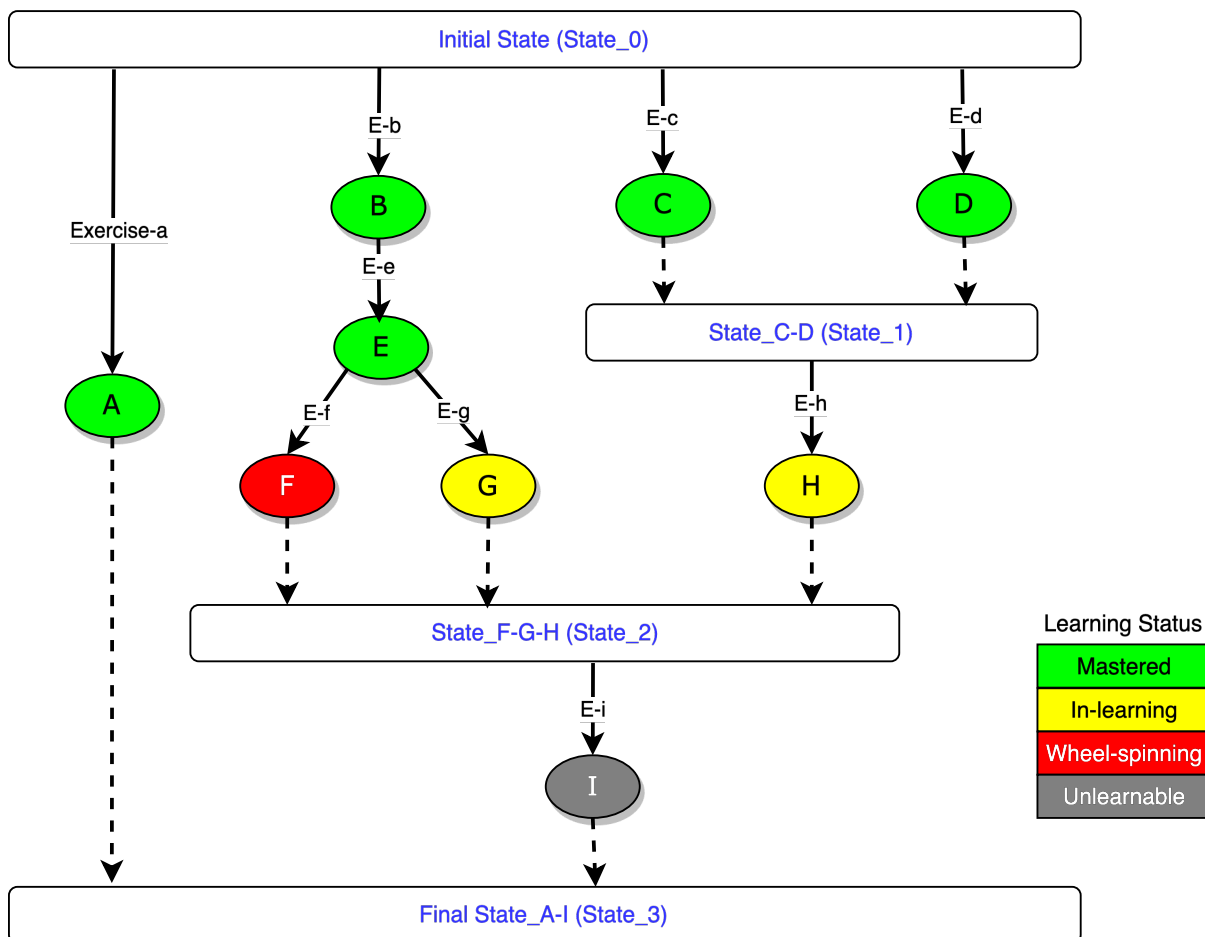 Initial State (State_0)
E-b
E-c
E-d
B
C
D
Exercise-a
E-e
State_C-D (State_1)
E
A
E-f
E-g
E-h
F
G
H
State_F-G-H (State_2)
Learning Status
Mastered
In-learning
Wheel-spinning
Unlearnable
E-i
I
Final State_A-I (State_3)